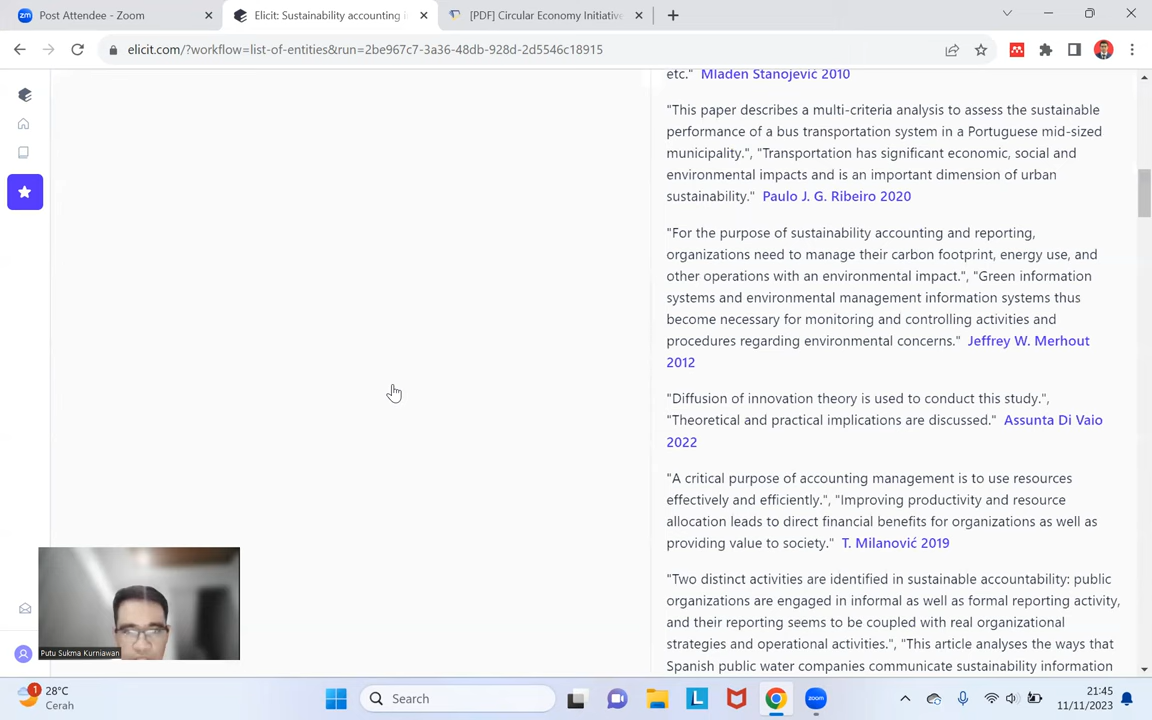 Post Attendee - Zoom
Elicit: Sustainability accounting i
[PDF] Circular Economy Initiative
elicit.com/?workflow=list-of-entities&run=2be967c7-3a36-48db-928d-2d5546c18915
etc." Mladen Stanojević 2010
"This paper describes a multi-criteria analysis to assess the sustainable
performance of a bus transportation system in a Portuguese mid-sized
municipality.", "Transportation has significant economic, social and
environmental impacts and is an important dimension of urban
sustainability." Paulo J. G. Ribeiro 2020
"For the purpose of sustainability accounting and reporting,
organizations need to manage their carbon footprint, energy use, and
other operations with an environmental impact.", "Green information
systems and environmental management information systems thus
become necessary for monitoring and controlling activities and
procedures regarding environmental concerns." Jeffrey W. Merhout
2012
"Diffusion of innovation theory is used to conduct this study.",
"Theoretical and practical implications are discussed." Assunta Di Vaio
2022
"A critical purpose of accounting management is to use resources
effectively and efficiently.", "Improving productivity and resource
allocation leads to direct financial benefits for organizations as well as
providing value to society." T. Milanović 2019
"Two distinct activities are identified in sustainable accountability: public
organizations are engaged in informal as well as formal reporting activity,
and their reporting seems to be coupled with real organizational
strategies and operational activities.", "This article analyses the ways that
Spanish public water companies communicate sustainability information
Putu Sukma Kurniawan
1
28°C
Cerah
Search
L
zoom
21:45
11/11/2023